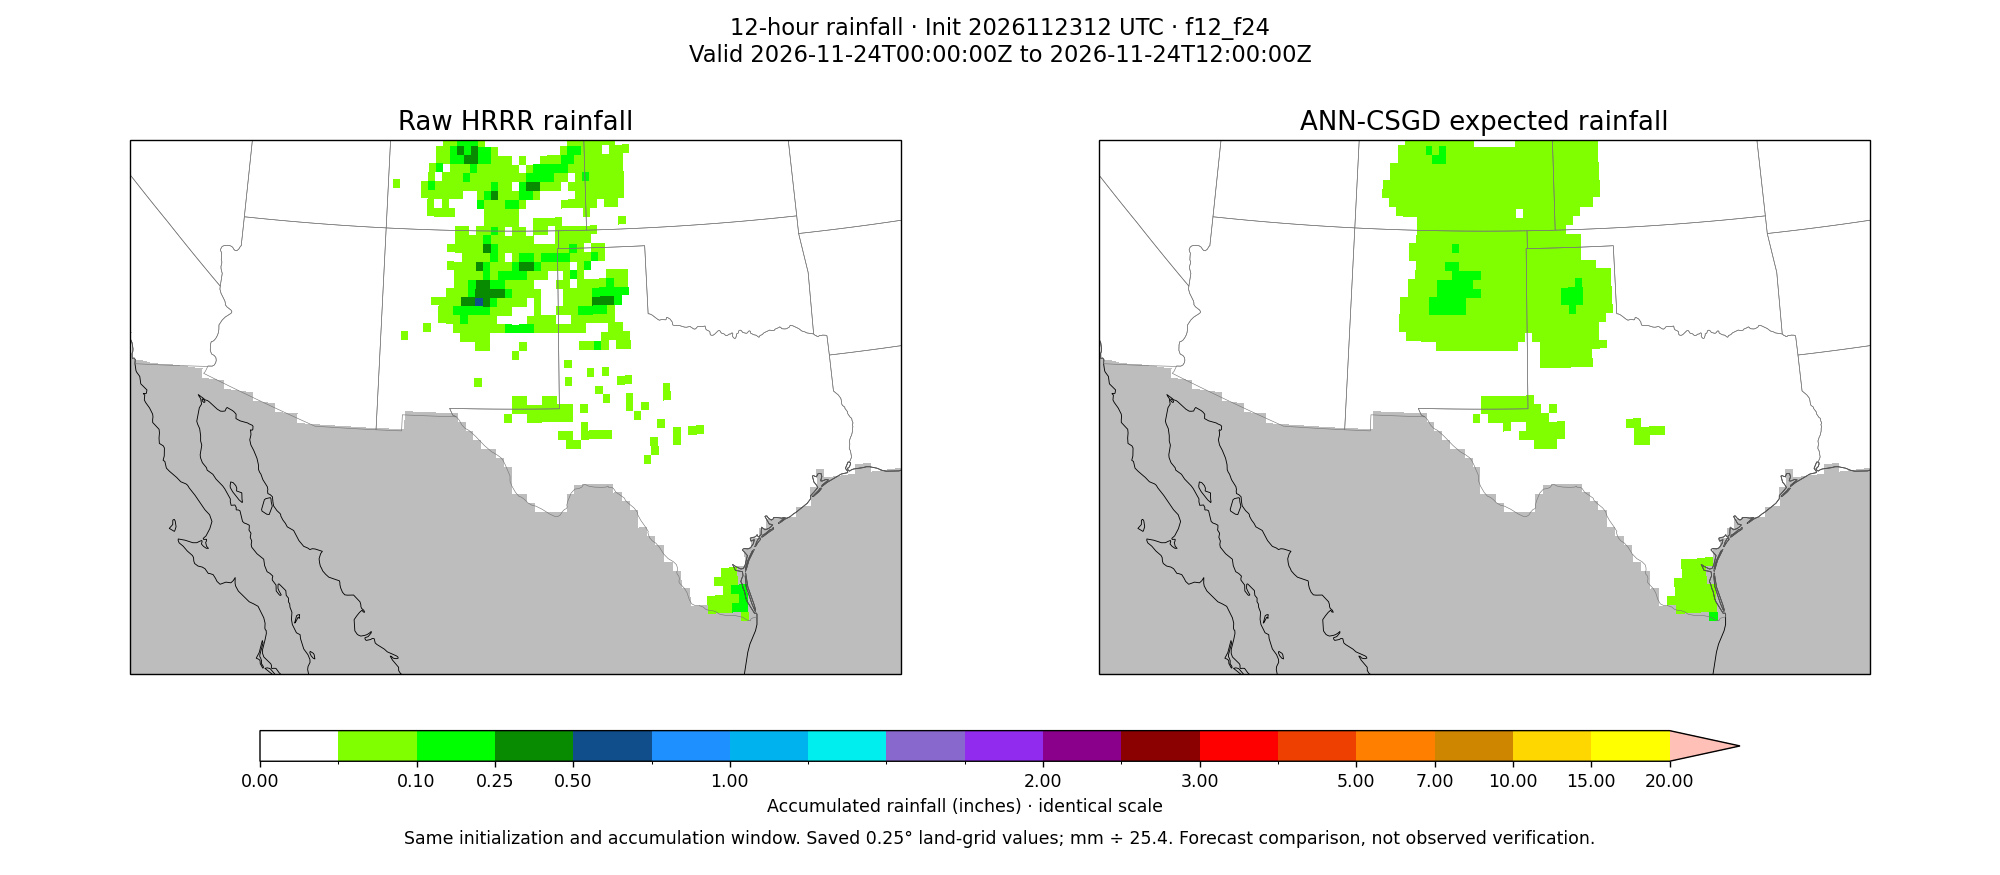 12-hour rainfall · Init 2026112312 UTC · f12_f24
Valid 2026-11-24T00:00:00Z to 2026-11-24T12:00:00Z
Raw HRRR rainfall
ANN-CSGD expected rainfall
0.00 0.10 0.25 0.50 1.00 2.00 3.00 5.00 7.00 10.00 15.00 20.00
Accumulated rainfall (inches) · identical scale
Same initialization and accumulation window. Saved 0.25° land-grid values; mm ÷ 25.4. Forecast comparison, not observed verification.